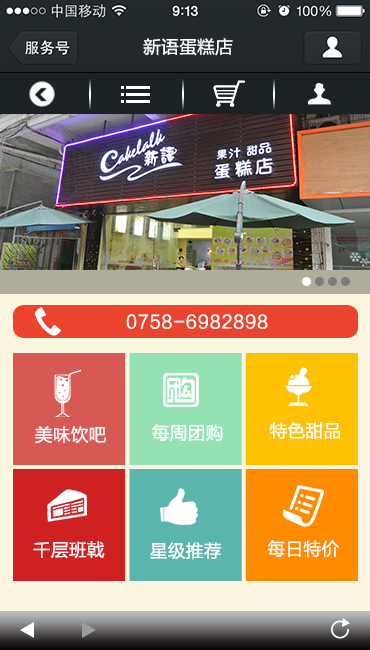 中国移动 9:13 100%
服务号 新语蛋糕店
Cakelalk
新語
果汁 甜品
蛋糕店
0758-6982898
美味饮吧 每周团购 特色甜品
千层班戟 星级推荐 每日特价